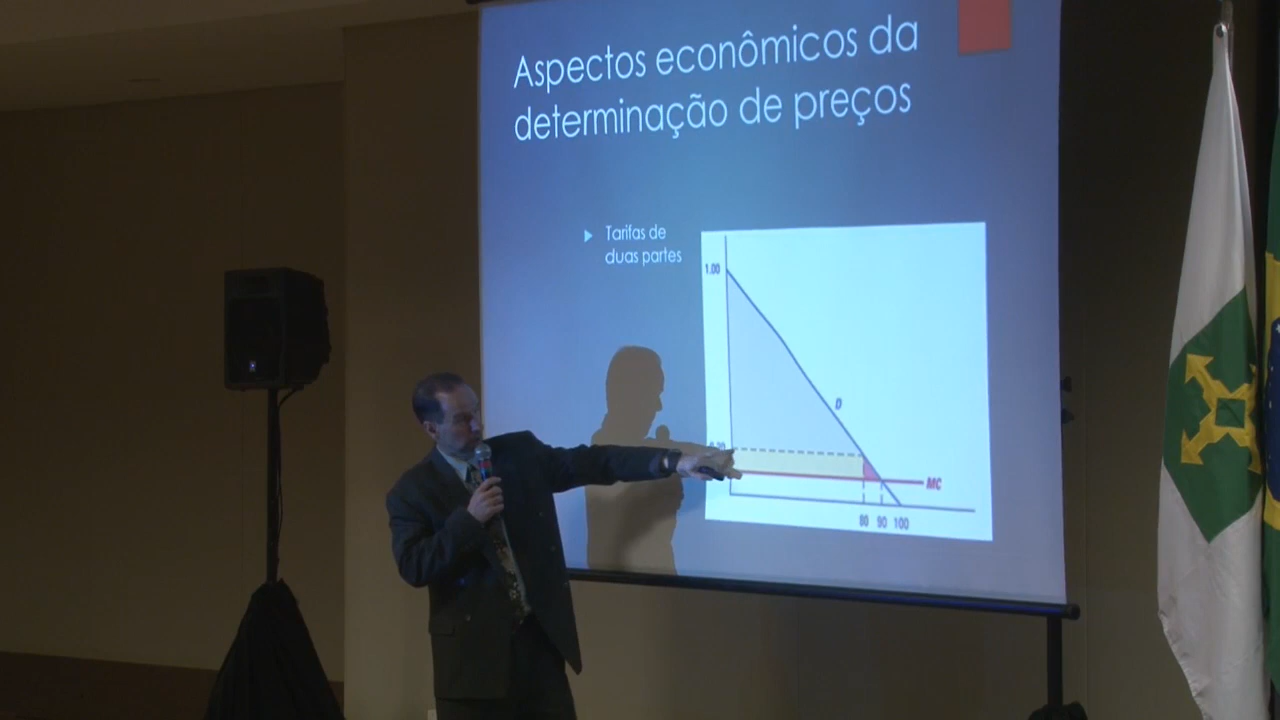 Aspectos econômicos da
determinação de preços
Tarifas de
duas partes
1.00
D
MC
80 90 100